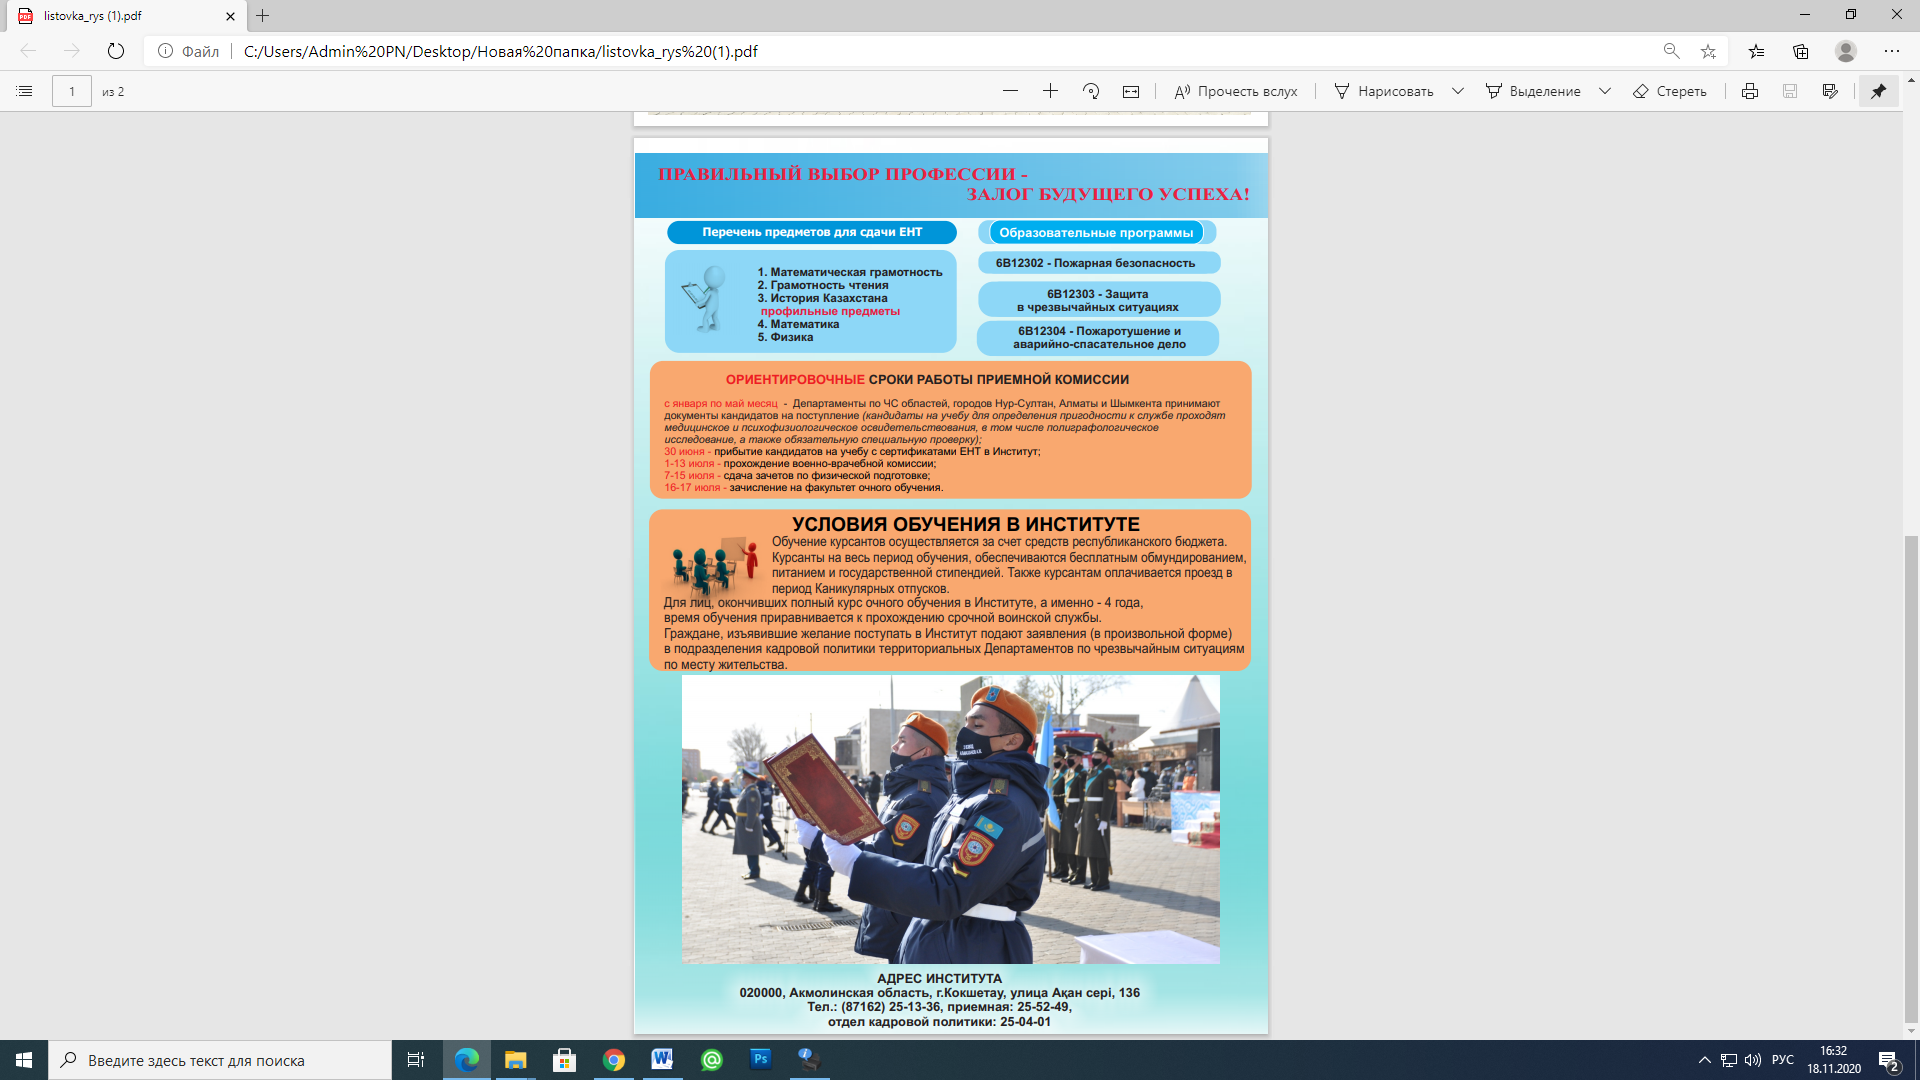 listovka_rys (1).pdf
Файл
C:/Users/Admin%20PN/Desktop/Новая%20папка/listovka_rys%20(1).pdf
1 из 2
Прочесть вслух
Нарисовать
Выделение
Стереть
ПРАВИЛЬНЫЙ ВЫБОР ПРОФЕССИИ -
ЗАЛОГ БУДУЩЕГО УСПЕХА!
Перечень предметов для сдачи ЕНТ
1. Математическая грамотность
2. Грамотность чтения
3. История Казахстана
профильные предметы
4. Математика
5. Физика
Образовательные программы
6В12302 - Пожарная безопасность
6В12303 - Защита
в чрезвычайных ситуациях
6В12304 - Пожаротушение и
аварийно-спасательное дело
ОРИЕНТИРОВОЧНЫЕ СРОКИ РАБОТЫ ПРИЕМНОЙ КОМИССИИ
с января по май месяц - Департаменты по ЧС областей, городов Нур-Султан, Алматы и Шымкента принимают
документы кандидатов на поступление (кандидаты на учебу для определения пригодности к службе проходят
медицинское и психофизиологическое освидетельствования, в том числе полиграфологическое
исследование, а также обязательную специальную проверку);
30 июня - прибытие кандидатов на учебу с сертификатами ЕНТ в Институт;
1-13 июля - прохождение военно-врачебной комиссии;
7-15 июля - сдача зачетов по физической подготовке;
16-17 июля - зачисление на факультет очного обучения.
УСЛОВИЯ ОБУЧЕНИЯ В ИНСТИТУТЕ
Обучение курсантов осуществляется за счет средств республиканского бюджета.
Курсанты на весь период обучения, обеспечиваются бесплатным обмундированием,
питанием и государственной стипендией. Также курсантам оплачивается проезд в
период Каникулярных отпусков.
Для лиц, окончивших полный курс очного обучения в Институте, а именно - 4 года,
время обучения приравнивается к прохождению срочной воинской службы.
Граждане, изъявившие желание поступать в Институт подают заявления (в произвольной форме)
в подразделения кадровой политики территориальных Департаментов по чрезвычайным ситуациям
по месту жительства.
АДРЕС ИНСТИТУТА
020000, Акмолинская область, г.Кокшетау, улица Ақан сері, 136
Тел.: (87162) 25-13-36, приемная: 25-52-49,
отдел кадровой политики: 25-04-01
Введите здесь текст для поиска
РУС
16:32
18.11.2020
2